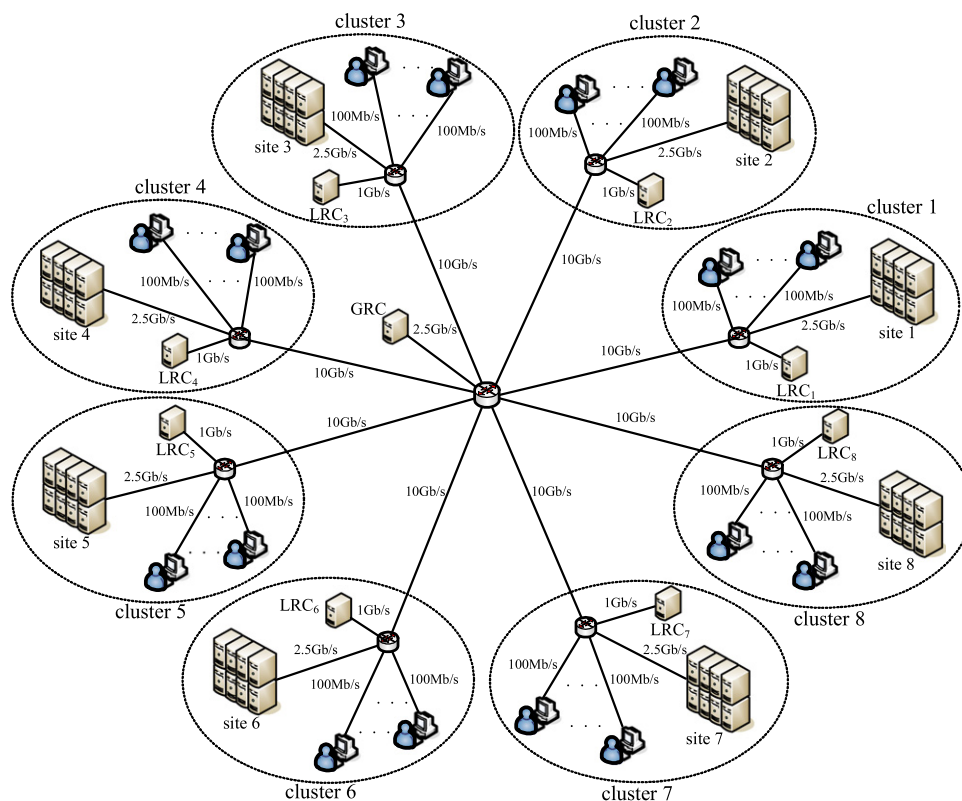 cluster 3
100Mb/s
100Mb/s
site 3
2.5Gb/s
1Gb/s
LRC₃
10Gb/s
cluster 2
100Mb/s
100Mb/s
2.5Gb/s
site 2
1Gb/s
LRC₂
10Gb/s
cluster 4
100Mb/s
100Mb/s
site 4
2.5Gb/s
1Gb/s
LRC₄
10Gb/s
GRC
2.5Gb/s
cluster 1
100Mb/s
100Mb/s
2.5Gb/s
site 1
1Gb/s
LRC₁
10Gb/s
LRC₅
1Gb/s
2.5Gb/s
site 5
100Mb/s
100Mb/s
cluster 5
10Gb/s
1Gb/s
LRC₈
2.5Gb/s
100Mb/s
100Mb/s
site 8
cluster 8
10Gb/s
LRC₆
1Gb/s
2.5Gb/s
site 6
100Mb/s
100Mb/s
cluster 6
10Gb/s
1Gb/s
LRC₇
2.5Gb/s
100Mb/s
100Mb/s
site 7
cluster 7
10Gb/s